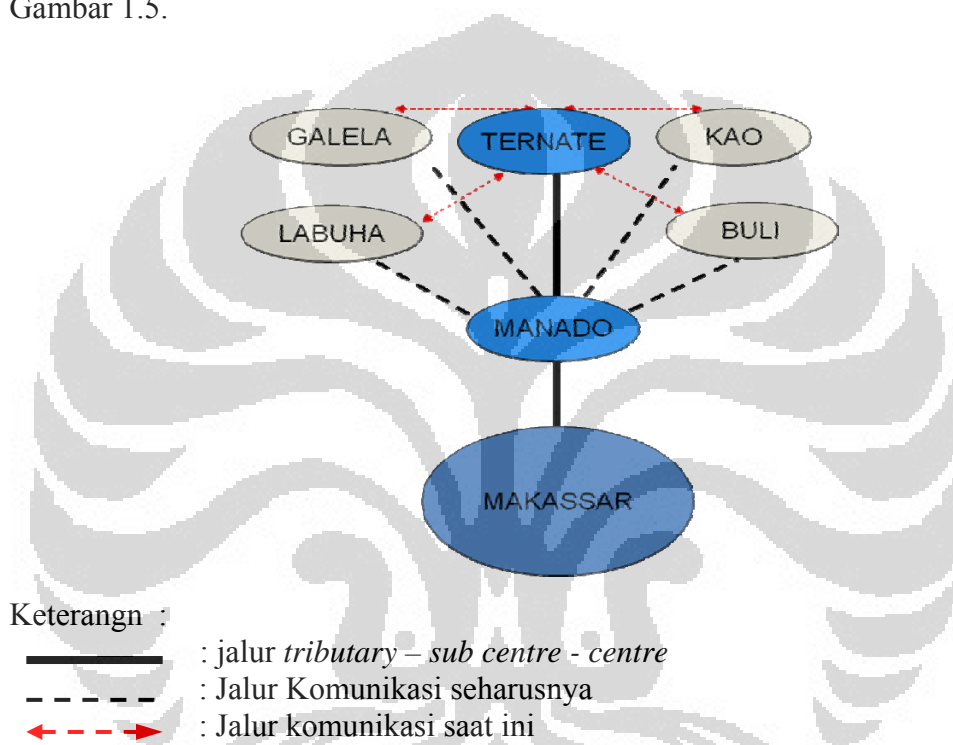 Gambar 1.5.
GALELA TERNATE KAO
LABUHA BULI
MANADO
MAKASSAR
Keterangn :
: jalur tributary – sub centre - centre
: Jalur Komunikasi seharusnya
: Jalur komunikasi saat ini